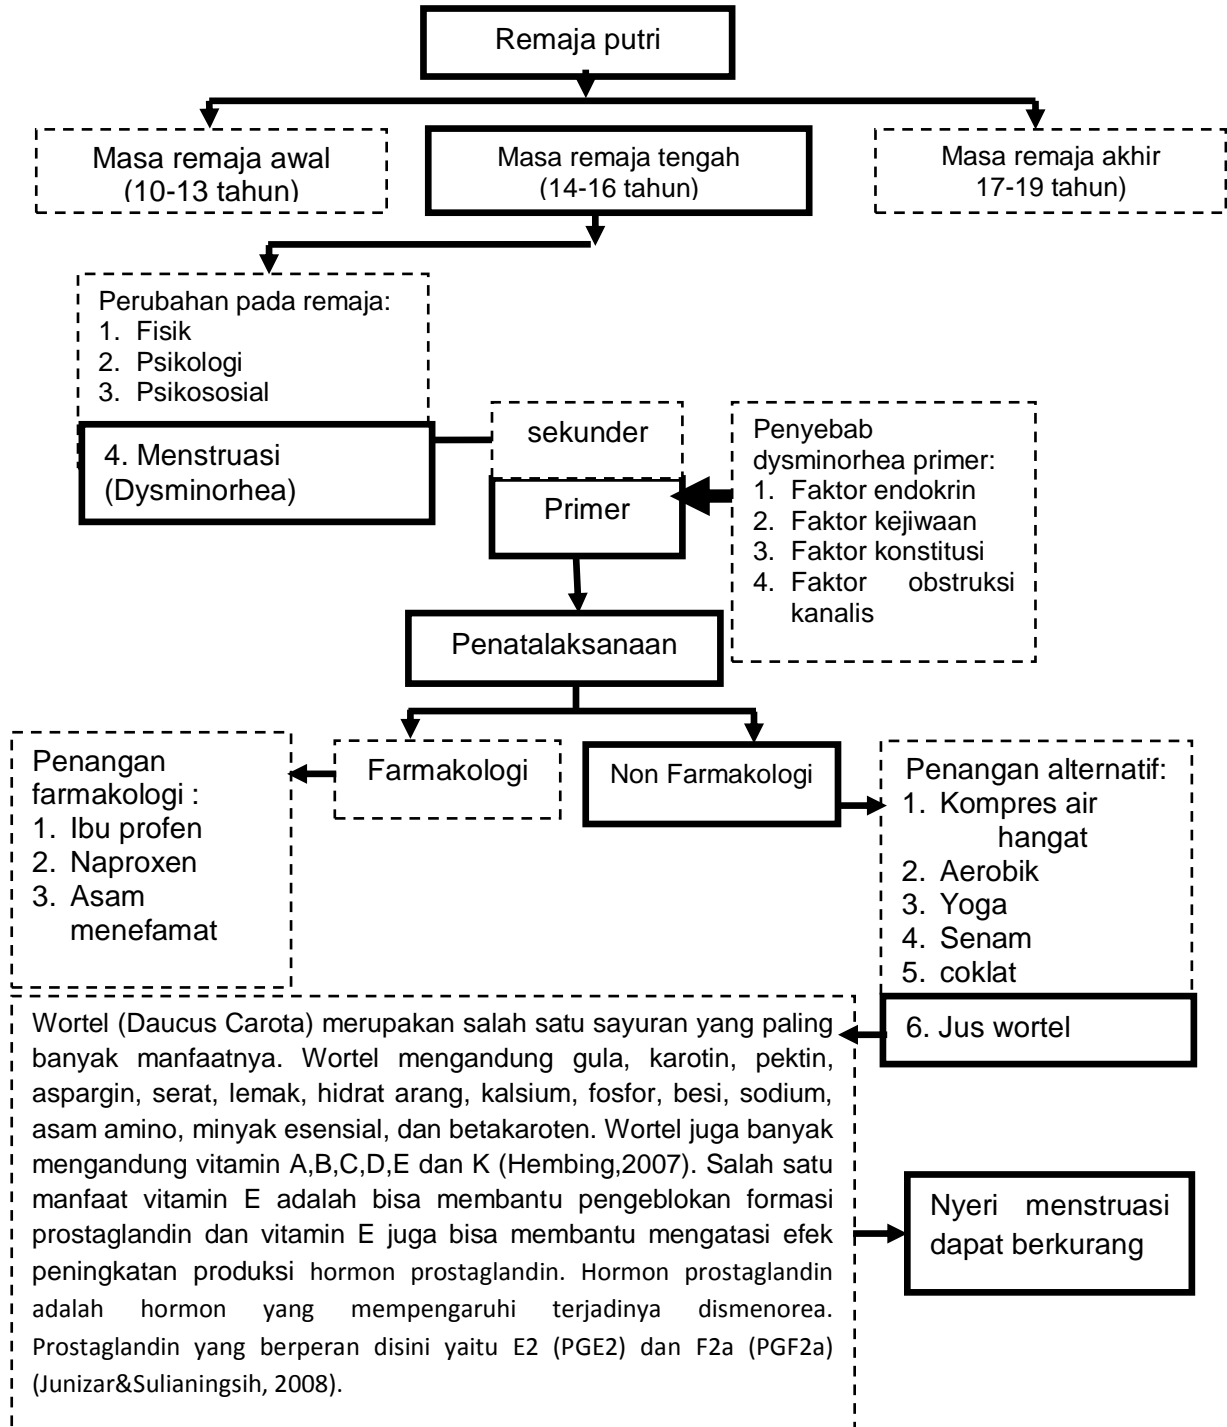 Remaja putri
Masa remaja awal
(10-13 tahun)
Masa remaja tengah
(14-16 tahun)
Masa remaja akhir
17-19 tahun)
Perubahan pada remaja:
1. Fisik
2. Psikologi
3. Psikososial
4. Menstruasi
(Dysminorhea)
sekunder
Primer
Penyebab
dysminorhea primer:
1. Faktor endokrin
2. Faktor kejiwaan
3. Faktor konstitusi
4. Faktor obstruksi
kanalis
Penatalaksanaan
Farmakologi
Non Farmakologi
Penangan
farmakologi :
1. Ibu profen
2. Naproxen
3. Asam
menefamat
Penangan alternatif:
1. Kompres air
hangat
2. Aerobik
3. Yoga
4. Senam
5. coklat
6. Jus wortel
Wortel (Daucus Carota) merupakan salah satu sayuran yang paling
banyak manfaatnya. Wortel mengandung gula, karotin, pektin,
aspargin, serat, lemak, hidrat arang, kalsium, fosfor, besi, sodium,
asam amino, minyak esensial, dan betakaroten. Wortel juga banyak
mengandung vitamin A,B,C,D,E dan K (Hembing,2007). Salah satu
manfaat vitamin E adalah bisa membantu pengeblokan formasi
prostaglandin dan vitamin E juga bisa membantu mengatasi efek
peningkatan produksi hormon prostaglandin. Hormon prostaglandin
adalah hormon yang mempengaruhi terjadinya dismenorea.
Prostaglandin yang berperan disini yaitu E2 (PGE2) dan F2a (PGF2a)
(Junizar&Sulianingsih, 2008).
Nyeri menstruasi
dapat berkurang